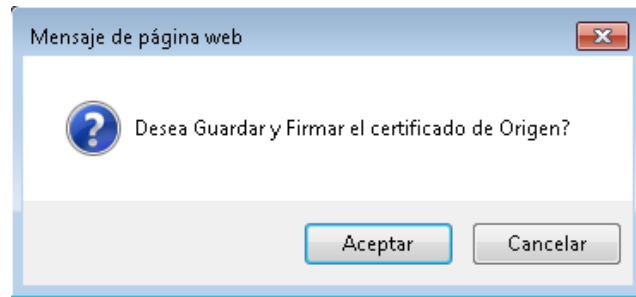 Mensaje de página web
Desea Guardar y Firmar el certificado de Origen?
Aceptar
Cancelar